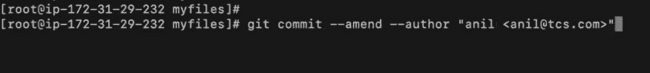 [root@ip-172-31-29-232 myfiles]#
[root@ip-172-31-29-232 myfiles]# git commit --amend --author "anil <anil@tcs.com>"